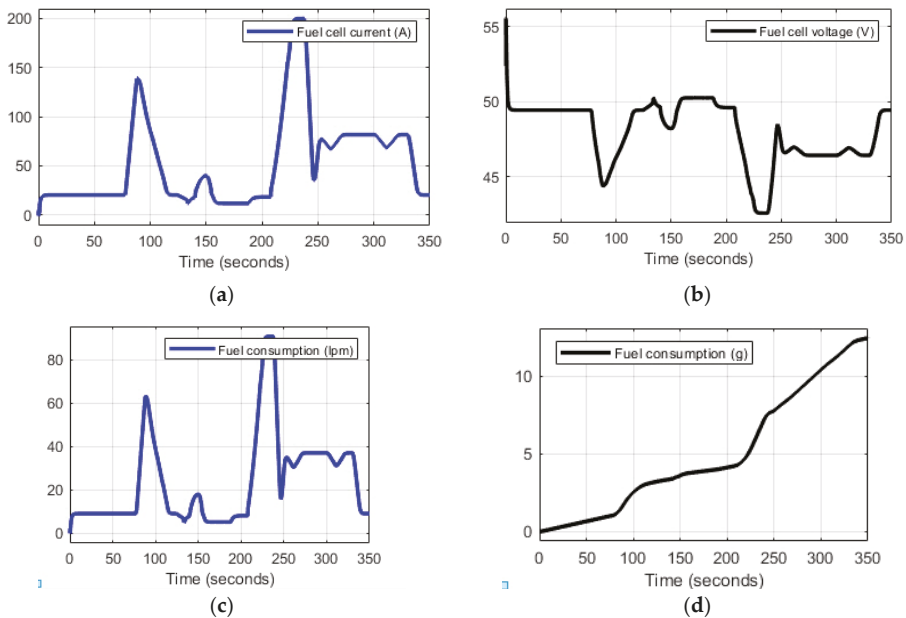 Fuel cell current (A)
200
150
100
50
0
0 50 100 150 200 250 300 350
Time (seconds)
(a)
Fuel cell voltage (V)
55
50
45
0 50 100 150 200 250 300 350
Time (seconds)
(b)
Fuel consumption (lpm)
80
60
40
20
0
0 50 100 150 200 250 300 350
Time (seconds)
(c)
Fuel consumption (g)
10
5
0
0 50 100 150 200 250 300 350
Time (seconds)
(d)